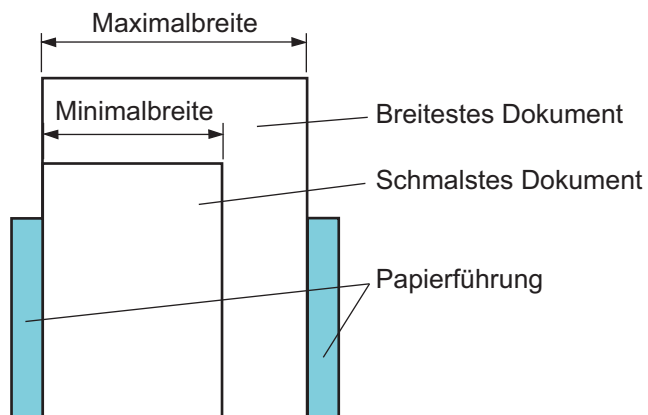 Maximalbreite
Minimalbreite
Breitestes Dokument
Schmalstes Dokument
Papierführung